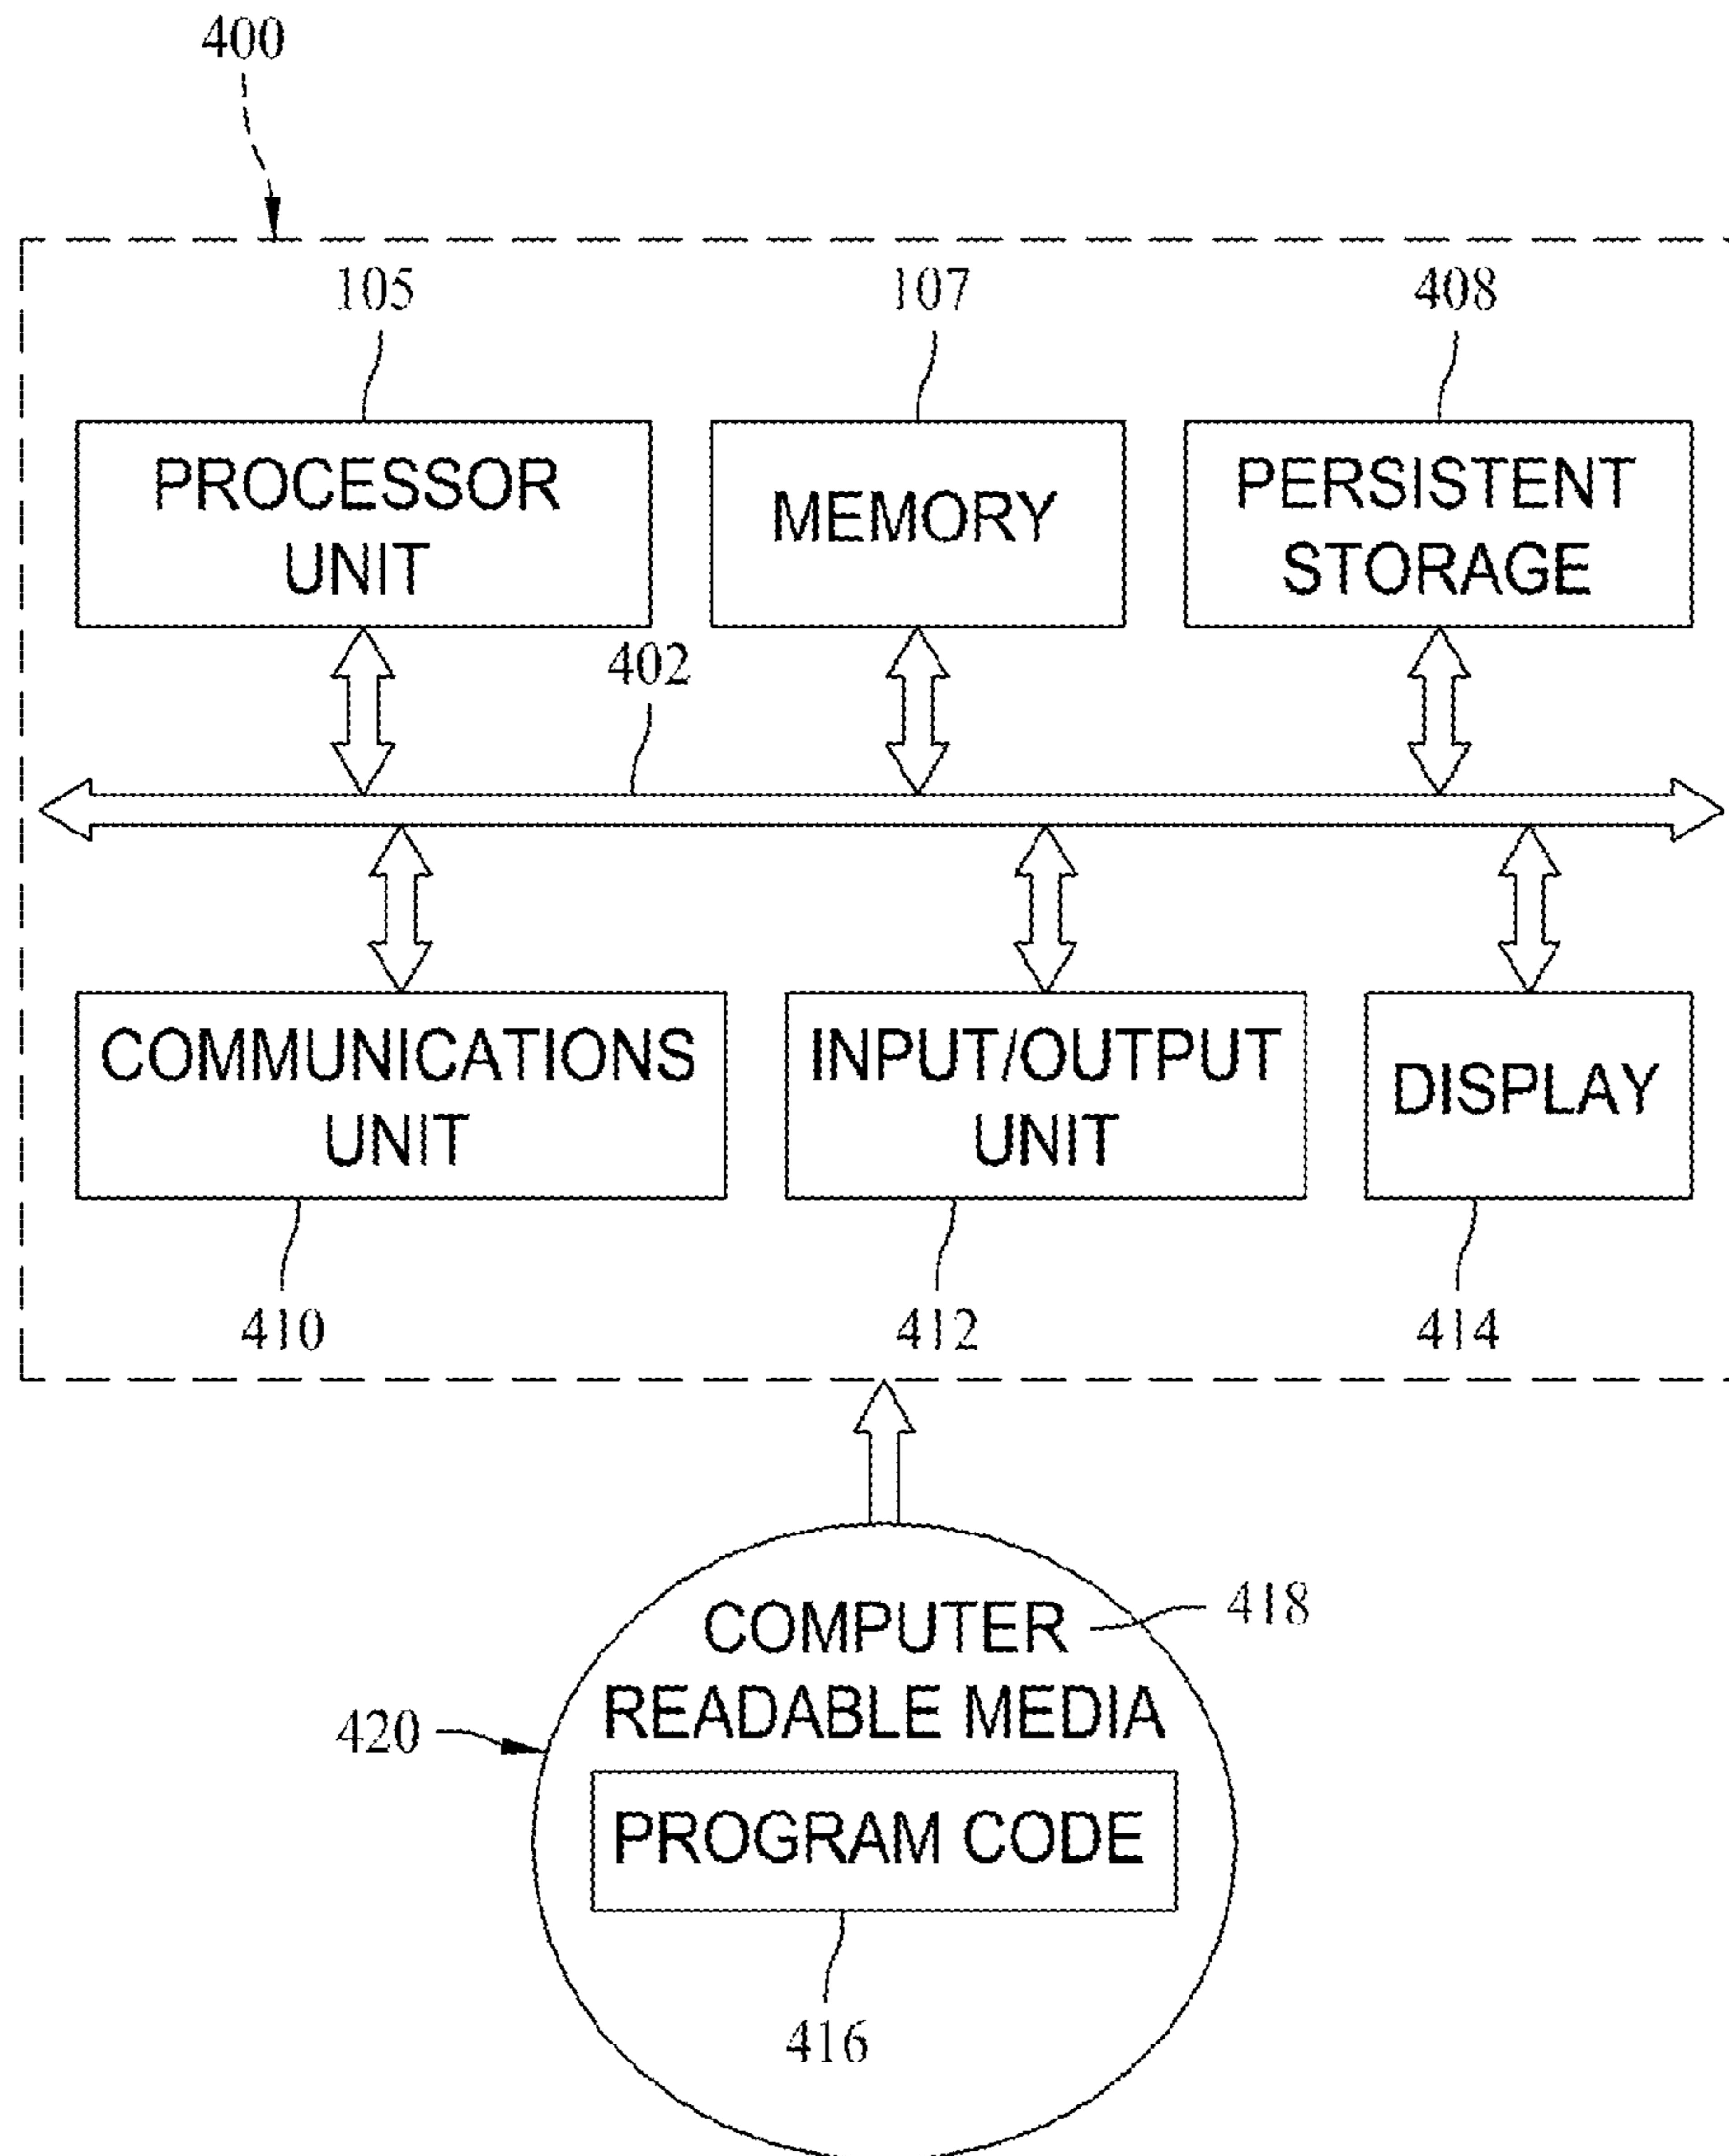 400
105
107
408
PROCESSOR
UNIT
MEMORY
PERSISTENT
STORAGE
402
COMMUNICATIONS
UNIT
INPUT/OUTPUT
UNIT
DISPLAY
410
412
414
COMPUTER
READABLE MEDIA
418
420
PROGRAM CODE
416